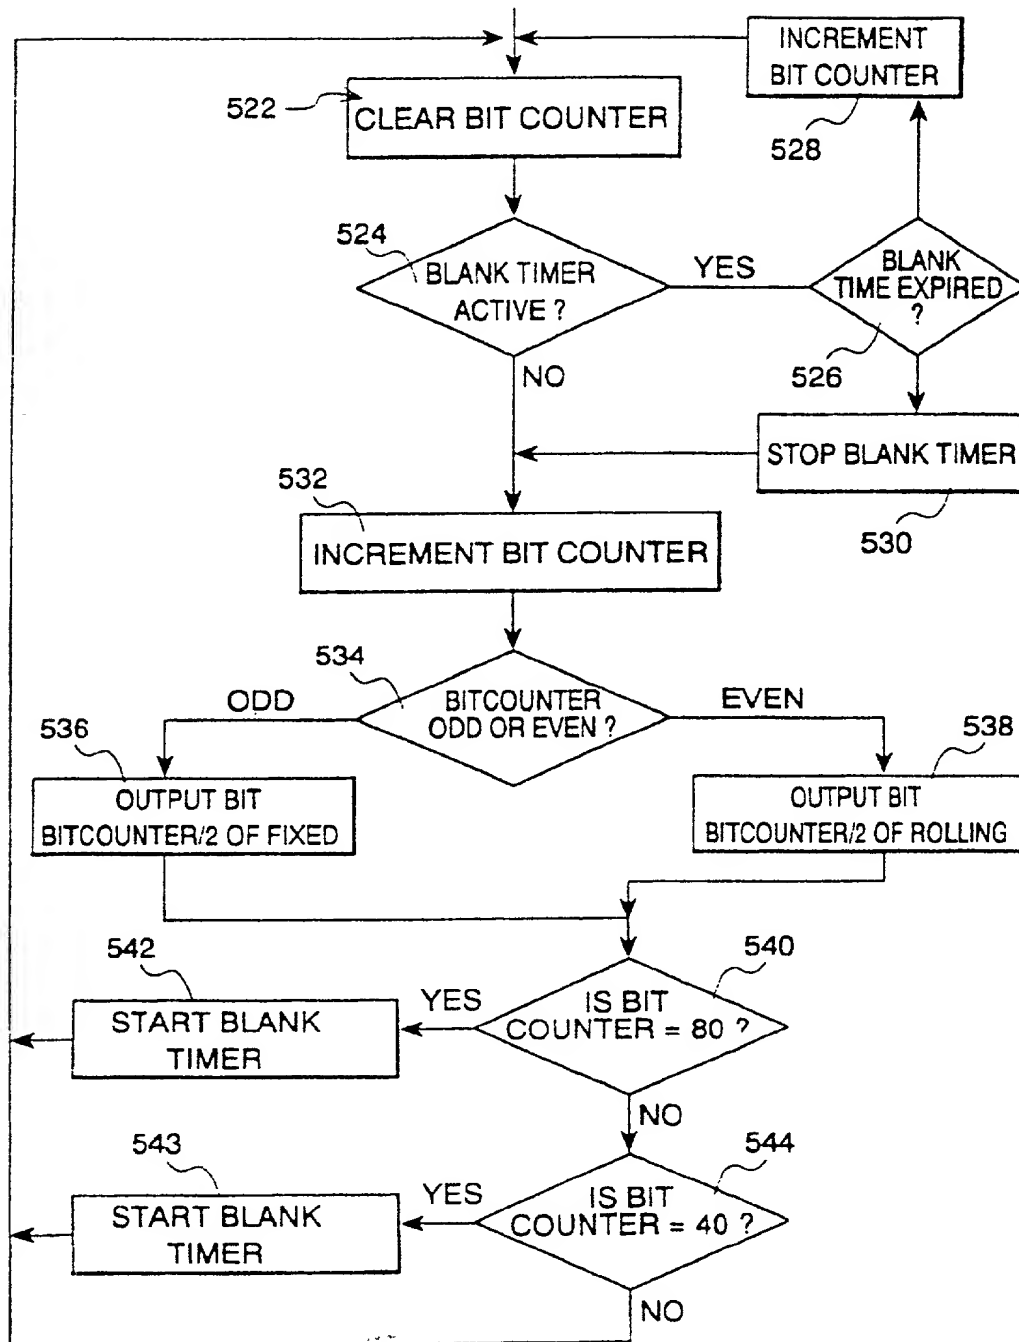 INCREMENT
BIT COUNTER
528
522
CLEAR BIT COUNTER
524
BLANK TIMER
ACTIVE ?
YES
BLANK
TIME EXPIRED
?
526
NO
STOP BLANK TIMER
530
532
INCREMENT BIT COUNTER
534
BITCOUNTER
ODD OR EVEN ?
ODD
EVEN
536
OUTPUT BIT
BITCOUNTER/2 OF FIXED
538
OUTPUT BIT
BITCOUNTER/2 OF ROLLING
540
IS BIT
COUNTER = 80 ?
YES
542
START BLANK
TIMER
NO
544
IS BIT
COUNTER = 40 ?
YES
543
START BLANK
TIMER
NO